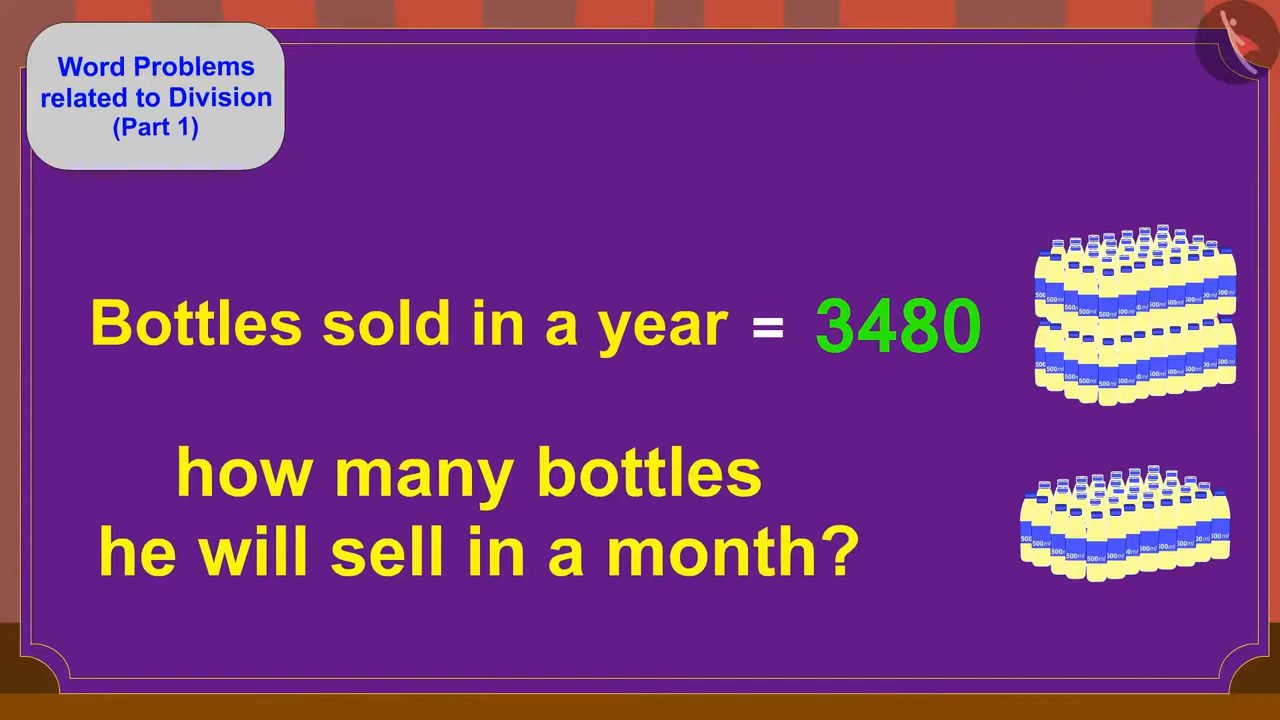 Word Problems
related to Division
(Part 1)
Bottles sold in a year = 3480
how many bottles
he will sell in a month?